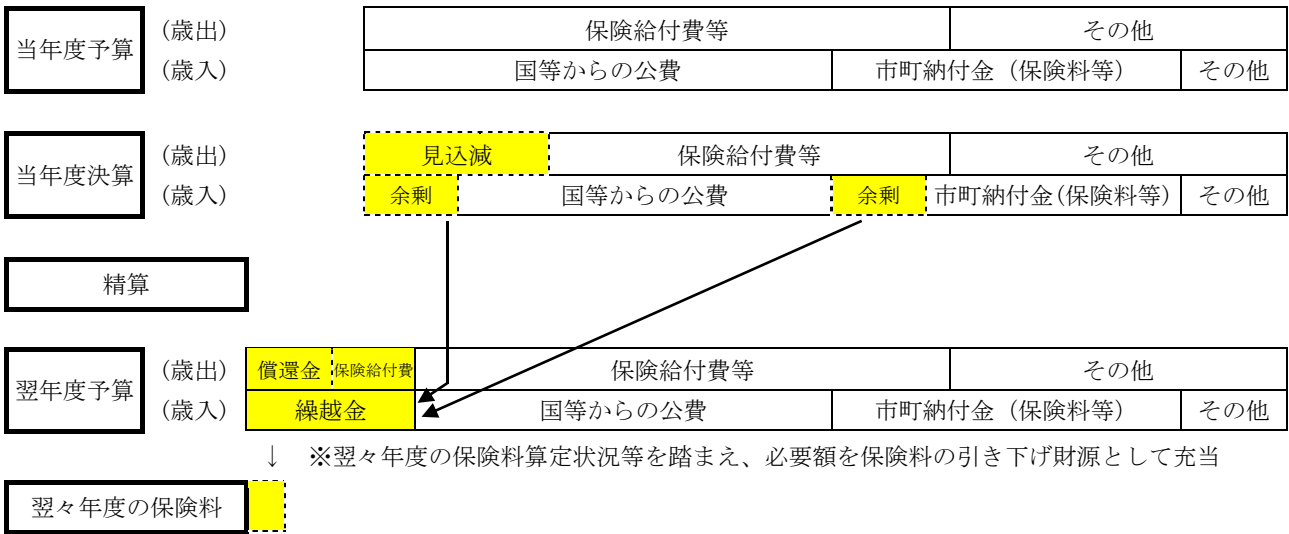 当年度予算
(歳出) 保険給付費等 その他
(歳入) 国等からの公費 市町納付金（保険料等） その他
当年度決算
(歳出) 見込減 保険給付費等 その他
(歳入) 余剰 国等からの公費 余剰 市町納付金(保険料等) その他
精算
翌年度予算
(歳出) 償還金 保険給付費 保険給付費等 その他
(歳入) 繰越金 国等からの公費 市町納付金（保険料等） その他
↓ ※翌々年度の保険料算定状況等を踏まえ、必要額を保険料の引き下げ財源として充当
翌々年度の保険料